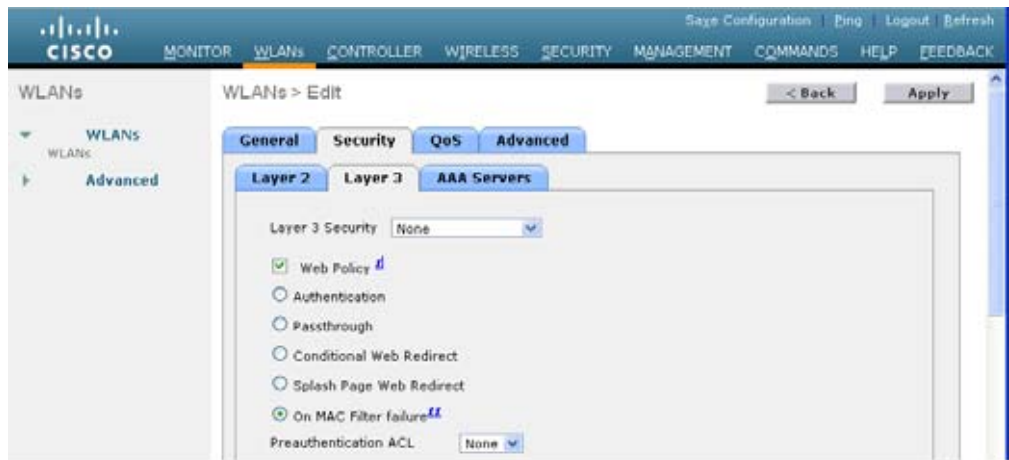 Save Configuration Ping Logout Refresh
CISCO MONITOR WLANs CONTROLLER WIRELESS SECURITY MANAGEMENT COMMANDS HELP FEEDBACK
WLANs
WLANs > Edit
< Back Apply
WLANs
WLANs
Advanced
General Security QoS Advanced
Layer 2 Layer 3 AAA Servers
Layer 3 Security None
Web Policy
Authentication
Passthrough
Conditional Web Redirect
Splash Page Web Redirect
On MAC Filter failure
Preauthentication ACL None